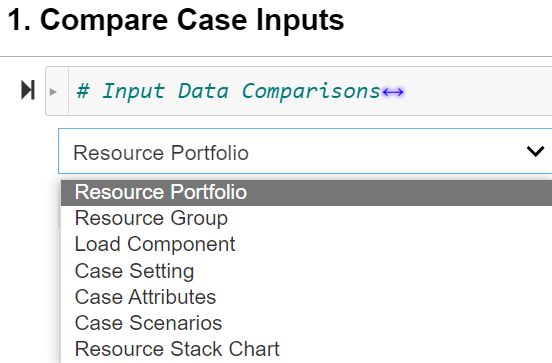 1. Compare Case Inputs
# Input Data Comparisons
Resource Portfolio
Resource Portfolio
Resource Group
Load Component
Case Setting
Case Attributes
Case Scenarios
Resource Stack Chart